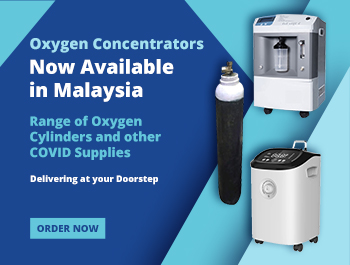 Oxygen Concentrators
Now Available
in Malaysia
Range of Oxygen
Cylinders and other
COVID Supplies
Delivering at your Doorstep
ORDER NOW